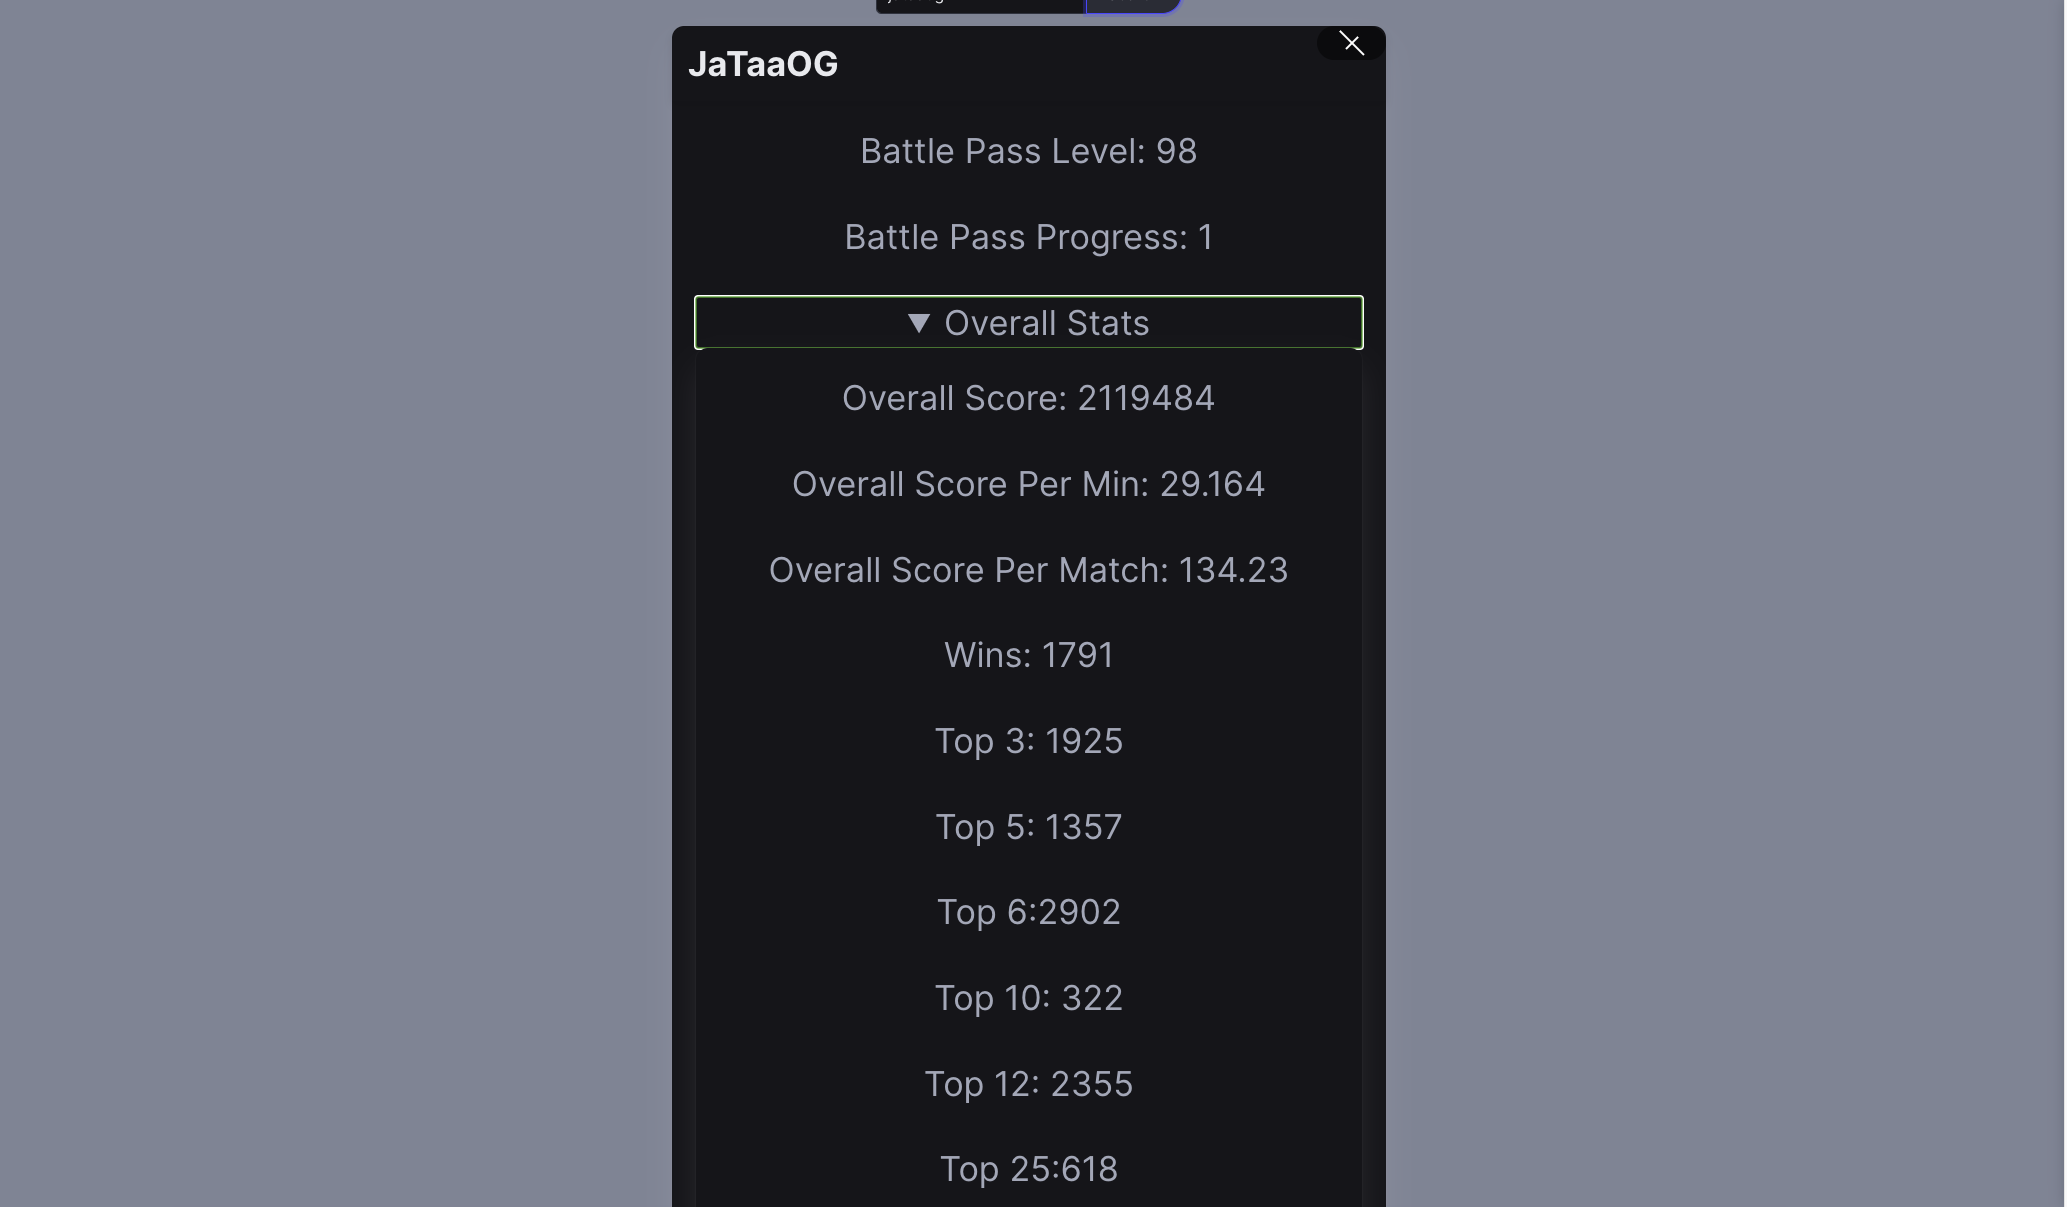 JaTaaOG
Battle Pass Level: 98
Battle Pass Progress: 1
▼ Overall Stats
Overall Score: 2119484
Overall Score Per Min: 29.164
Overall Score Per Match: 134.23
Wins: 1791
Top 3: 1925
Top 5: 1357
Top 6:2902
Top 10: 322
Top 12: 2355
Top 25:618